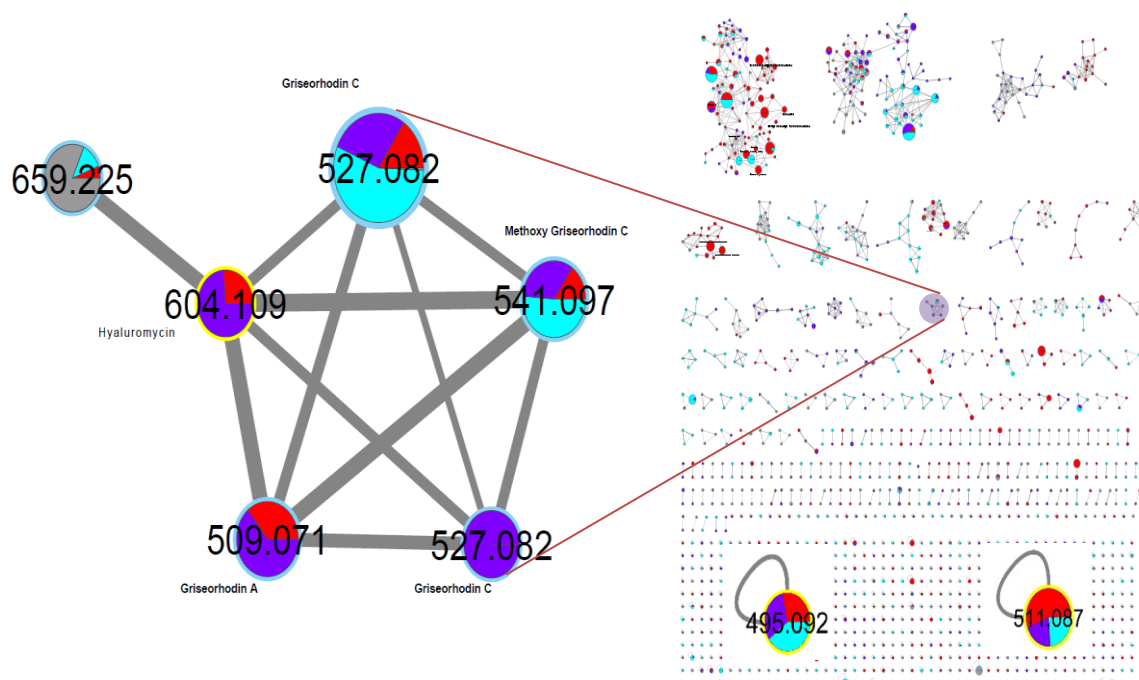 Griseorhodin C
527.082
659.225
Methoxy Griseorhodin C
541.097
604.109
Hyaluromycin
509.071
527.082
Griseorhodin A
Griseorhodin C
495.092
511.087